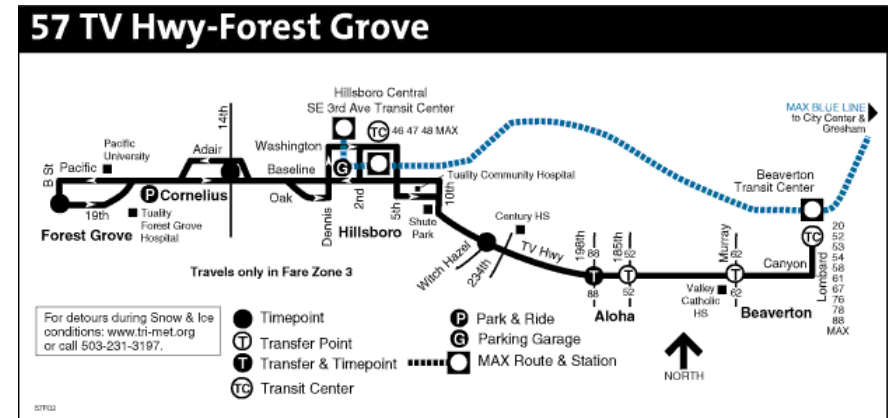 57 TV Hwy-Forest Grove
Hillsboro Central
SE 3rd Ave Transit Center
TC 46 47 48 MAX
MAX BLUE LINE
to City Center &
Gresham
14th
Adair
Washington
Pacific
University
B St
Pacific
Baseline
G
Oak
P Cornelius
19th
Tuality
Forest Grove
Hospital
Forest Grove
Dennis
2nd
5th
10th
Hillsboro
Tuality Community Hospital
Shute
Park
Century HS
Witch Hazel
234th
TV Hwy
198th
88
T
88
185th
52
T
52
Aloha
Murray
62
T
62
Valley
Catholic
HS
Beaverton
Transit Center
TC
Canyon
Lombard
Beaverton
20
52
53
54
58
61
67
76
78
88
MAX
Travels only in Fare Zone 3
For detours during Snow & Ice
conditions: www.tri-met.org
or call 503-231-3197.
Timepoint
T Transfer Point
T Transfer & Timepoint
TC Transit Center
P Park & Ride
G Parking Garage
MAX Route & Station
NORTH